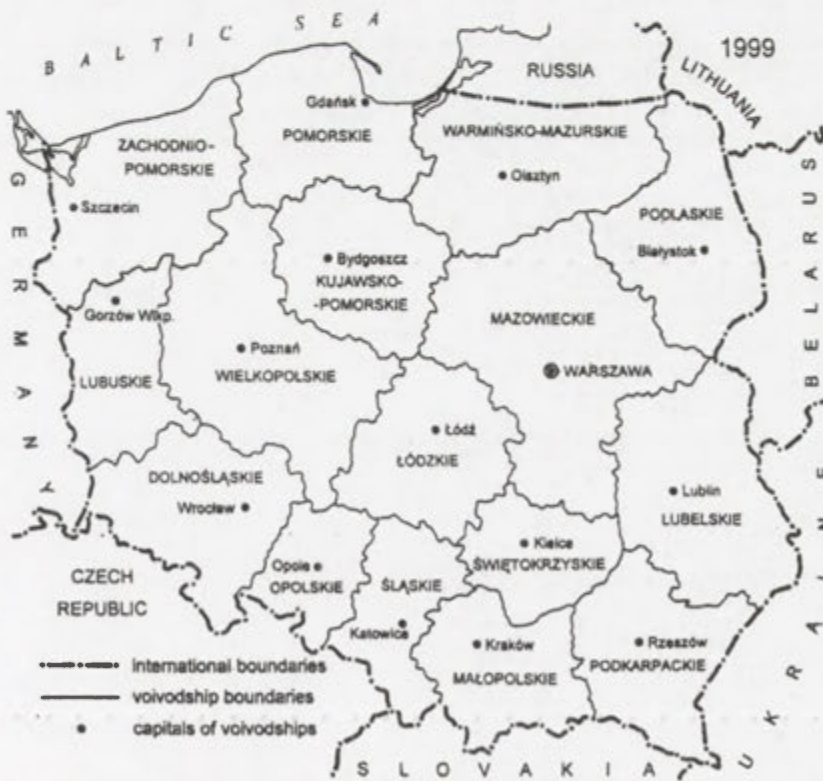 BALTIC SEA
1999
RUSSIA
LITHUANIA
Gdańsk
POMORSKIE
WARMIŃSKO-MAZURSKIE
ZACHODNIO-
POMORSKIE
Olsztyn
Szczecin
PODLASKIE
Białystok
GERMANY
BELARUS
Bydgoszcz
KUJAWSKO-
-POMORSKIE
Gorzów Wlkp.
MAZOWIECKIE
Poznań
WIELKOPOLSKIE
WARSZAWA
LUBUSKIE
Łódź
ŁÓDZKIE
DOLNOŚLĄSKIE
Wrocław
Lublin
LUBELSKIE
Kielce
ŚWIĘTOKRZYSKIE
Opole
OPOLSKIE
ŚLĄSKIE
CZECH
REPUBLIC
Katowice
Kraków
MAŁOPOLSKIE
Rzeszów
PODKARPACKIE
UKRAINE
international boundaries
voivodship boundaries
capitals of voivodships
SLOVAKIA